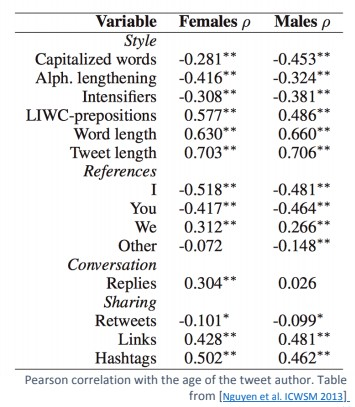 Variable Females ρ Males ρ
Style
Capitalized words -0.281** -0.453**
Alph. lengthening -0.416** -0.324**
Intensifiers -0.308** -0.381**
LIWC-prepositions 0.577** 0.486**
Word length 0.630** 0.660**
Tweet length 0.703** 0.706**
References
I -0.518** -0.481**
You -0.417** -0.464**
We 0.312** 0.266**
Other -0.072 -0.148**
Conversation
Replies 0.304** 0.026
Sharing
Retweets -0.101* -0.099*
Links 0.428** 0.481**
Hashtags 0.502** 0.462**
Pearson correlation with the age of the tweet author. Table
from [Nguyen et al. ICWSM 2013]